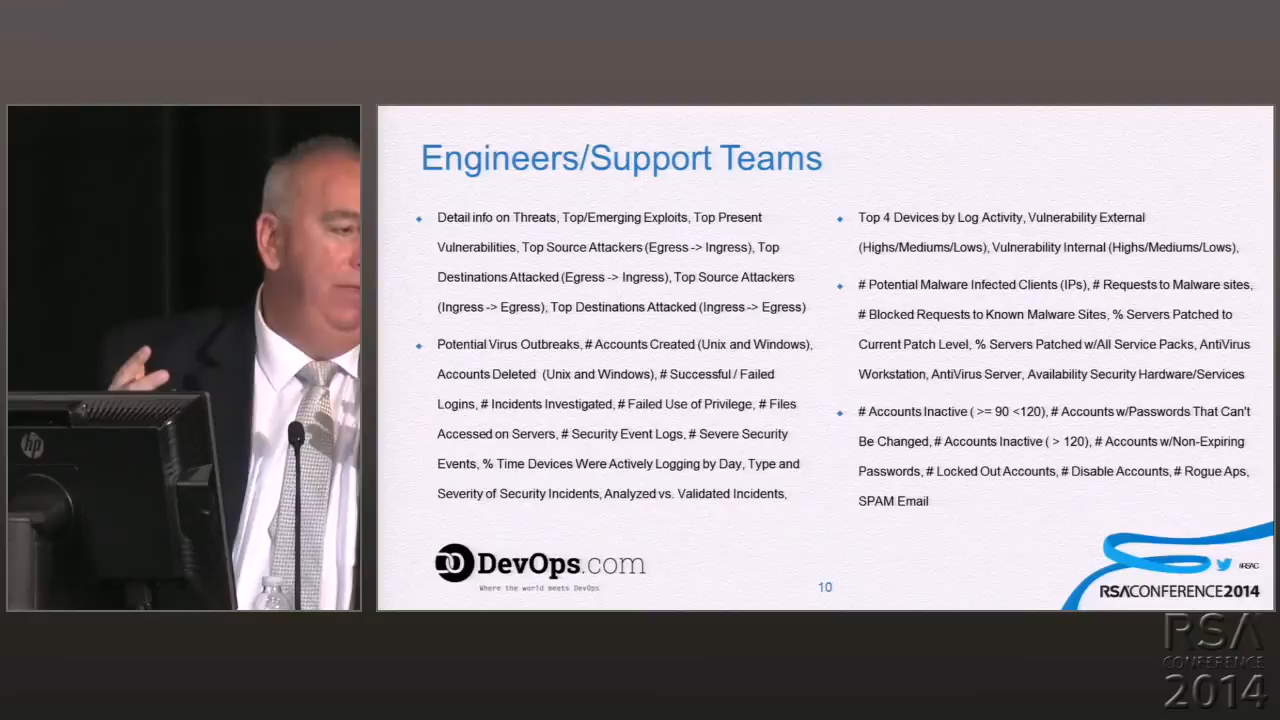 Engineers/Support Teams
Detail info on Threats, Top/Emerging Exploits, Top Present
Vulnerabilities, Top Source Attackers (Egress -> Ingress), Top
Destinations Attacked (Egress -> Ingress), Top Source Attackers
(Ingress -> Egress), Top Destinations Attacked (Ingress -> Egress)
Potential Virus Outbreaks, # Accounts Created (Unix and Windows),
Accounts Deleted (Unix and Windows), # Successful / Failed
Logins, # Incidents Investigated, # Failed Use of Privilege, # Files
Accessed on Servers, # Security Event Logs, # Severe Security
Events, % Time Devices Were Actively Logging by Day, Type and
Severity of Security Incidents, Analyzed vs. Validated Incidents,
Top 4 Devices by Log Activity, Vulnerability External
(Highs/Mediums/Lows), Vulnerability Internal (Highs/Mediums/Lows),
# Potential Malware Infected Clients (IPs), # Requests to Malware sites,
# Blocked Requests to Known Malware Sites, % Servers Patched to
Current Patch Level, % Servers Patched w/All Service Packs, AntiVirus
Workstation, AntiVirus Server, Availability Security Hardware/Services
# Accounts Inactive ( >= 90 <120), # Accounts w/Passwords That Can't
Be Changed, # Accounts Inactive ( > 120), # Accounts w/Non-Expiring
Passwords, # Locked Out Accounts, # Disable Accounts, # Rogue Aps,
SPAM Email
DevOps.com
Where the world meets DevOps
10
#RSAC
RSACONFERENCE2014
hp
RSA
CONFERENCE
2014